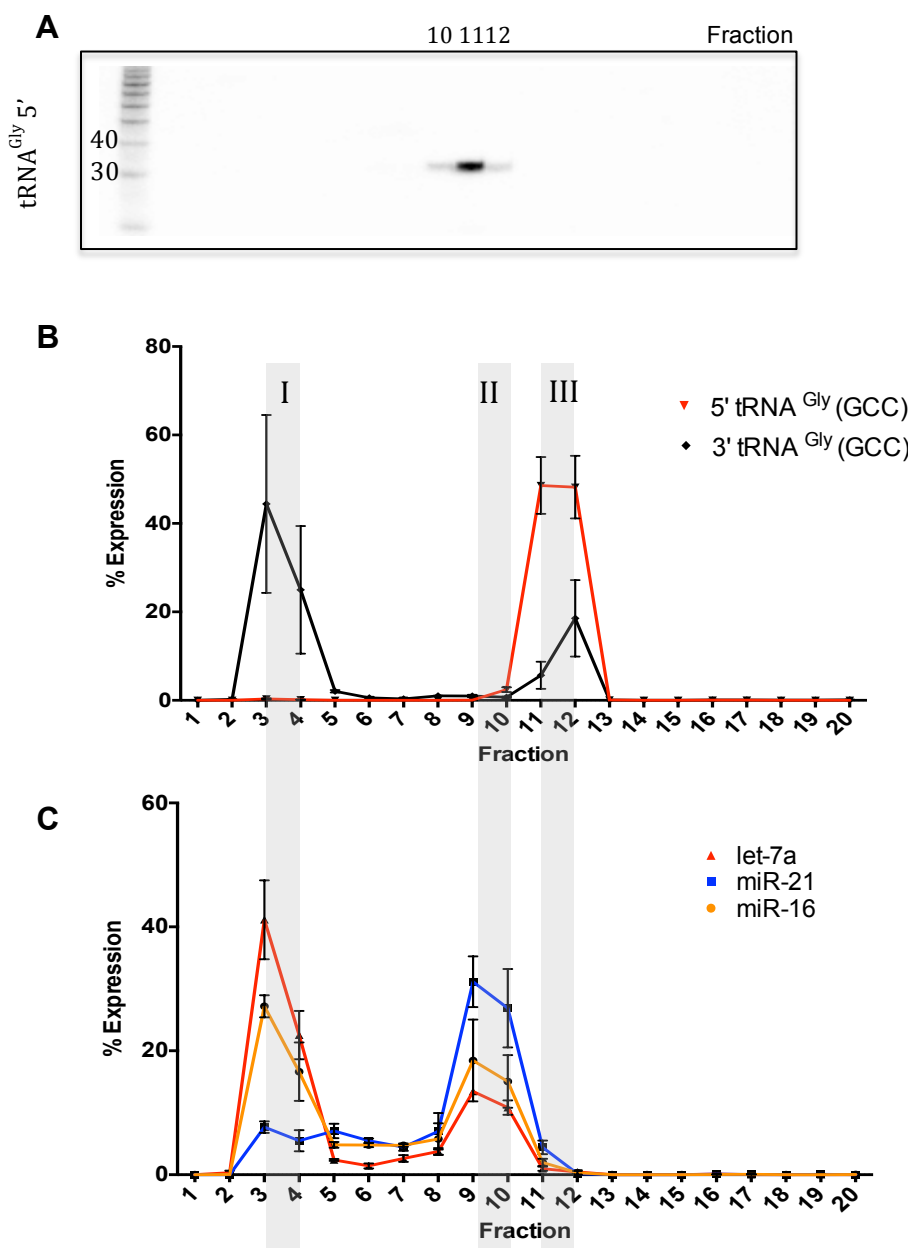 A
10 1112 Fraction
tRNA^Gly 5’
40
30
B
80
60
40
20
0
% Expression
I II III
5' tRNA ^Gly (GCC)
3' tRNA ^Gly (GCC)
1 2 3 4 5 6 7 8 9 10 11 12 13 14 15 16 17 18 19 20
Fraction
C
60
40
20
0
% Expression
let-7a
miR-21
miR-16
1 2 3 4 5 6 7 8 9 10 11 12 13 14 15 16 17 18 19 20
Fraction